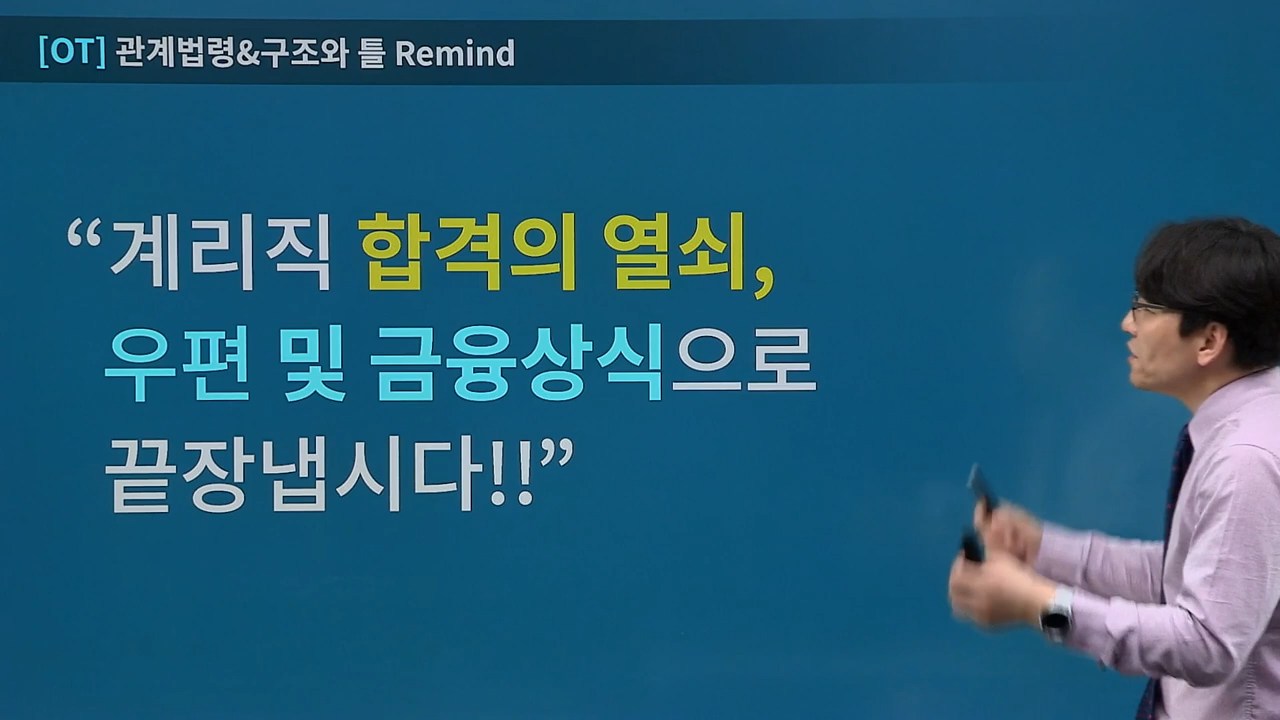 [OT] 관계법령&구조와 틀 Remind
“계리직 합격의 열쇠,
우편 및 금융상식으로
끝장냅시다!!”